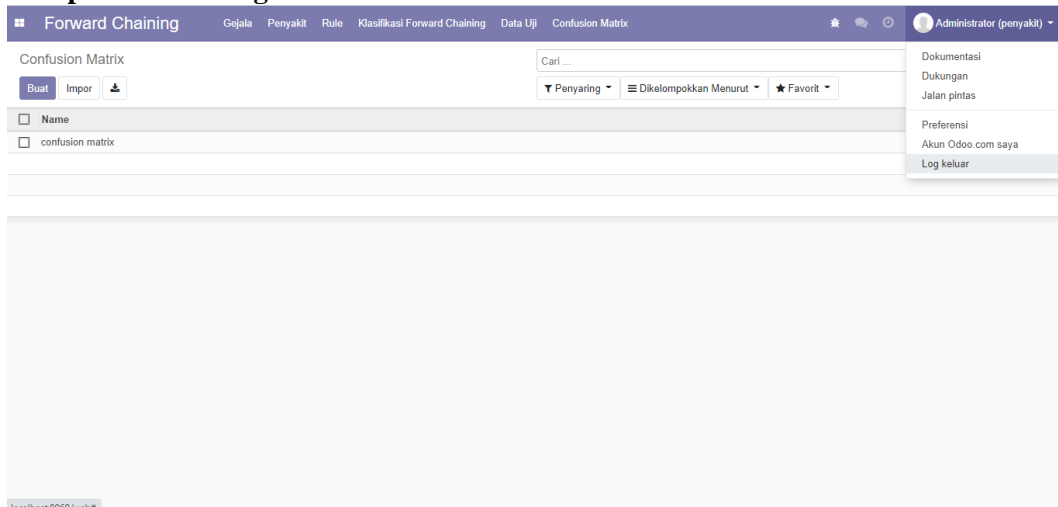 Forward Chaining Gejala Penyakit Rule Klasifikasi Forward Chaining Data Uji Confusion Matrix Administrator (penyakit)
Confusion Matrix
Cari ...
Buat Impor Penyaring Dikelompokkan Menurut Favorit
Dokumentasi
Dukungan
Jalan pintas
Preferensi
Akun Odoo.com saya
Log keluar
Name
confusion matrix